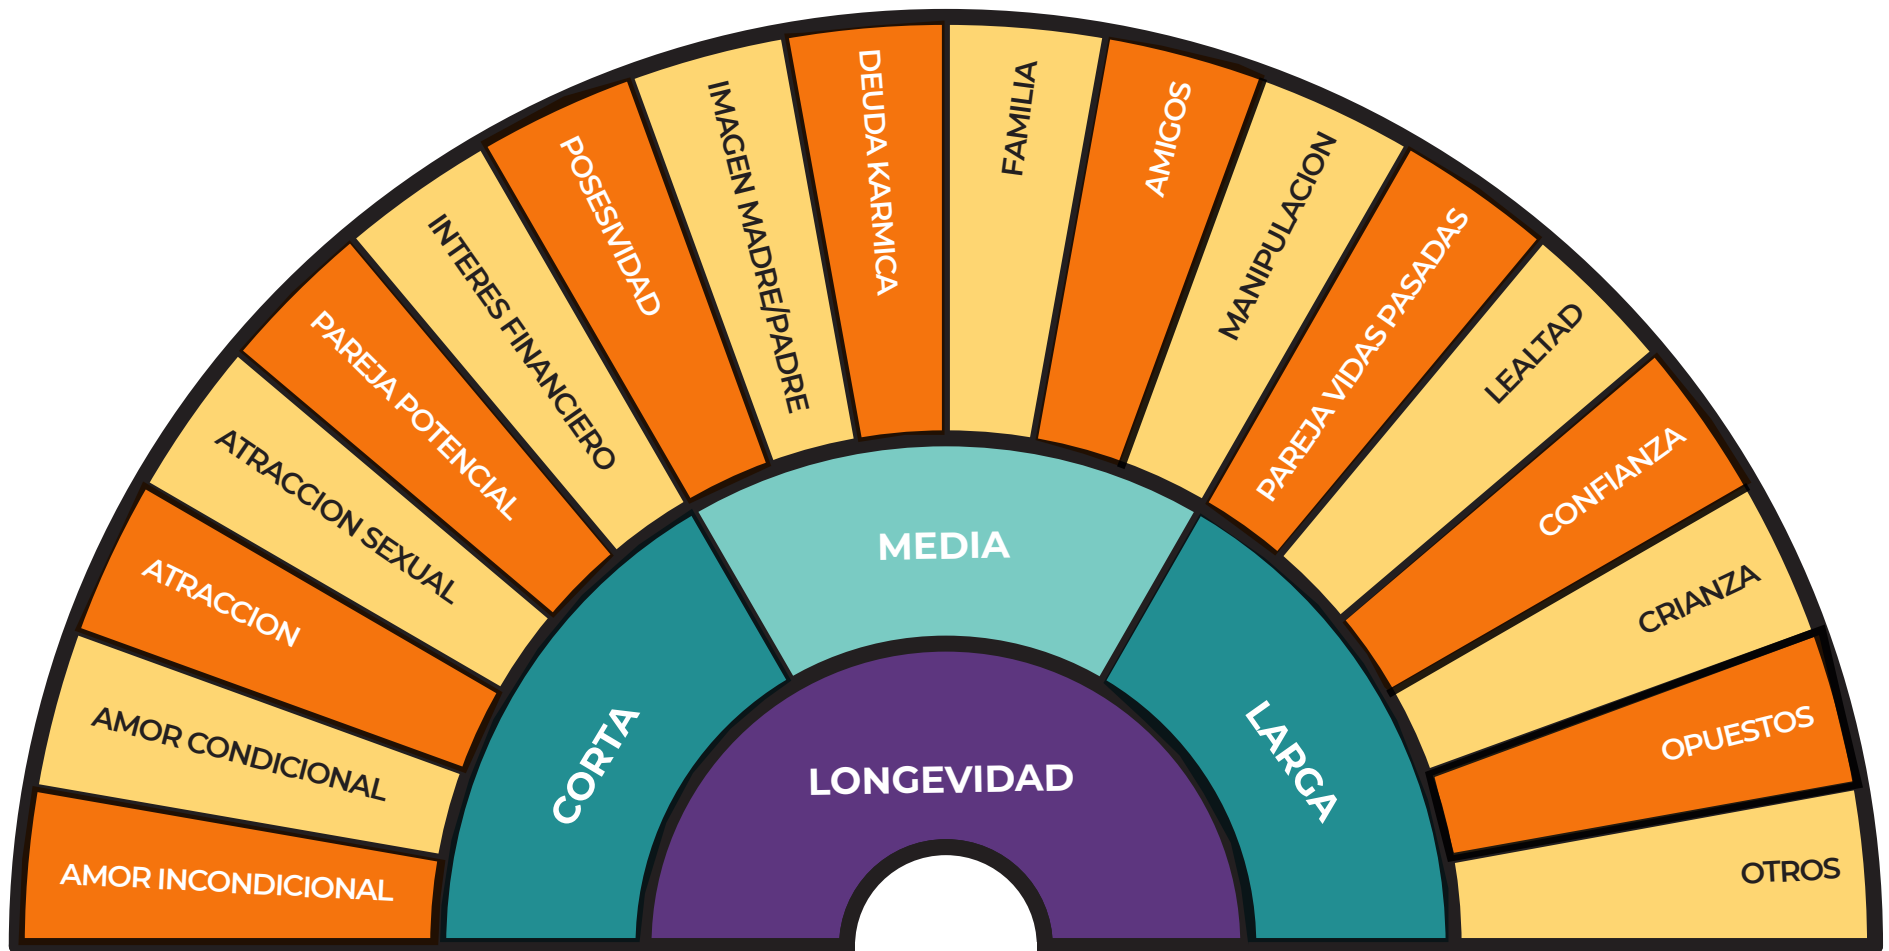 AMOR INCONDICIONAL
AMOR CONDICIONAL
ATRACCION
ATRACCION SEXUAL
PAREJA POTENCIAL
INTERES FINANCIERO
POSESIVIDAD
IMAGEN MADRE/PADRE
DEUDA KARMICA
FAMILIA
AMIGOS
MANIPULACION
PAREJA VIDAS PASADAS
LEALTAD
CONFIANZA
CRIANZA
OPUESTOS
OTROS
CORTA
MEDIA
LARGA
LONGEVIDAD